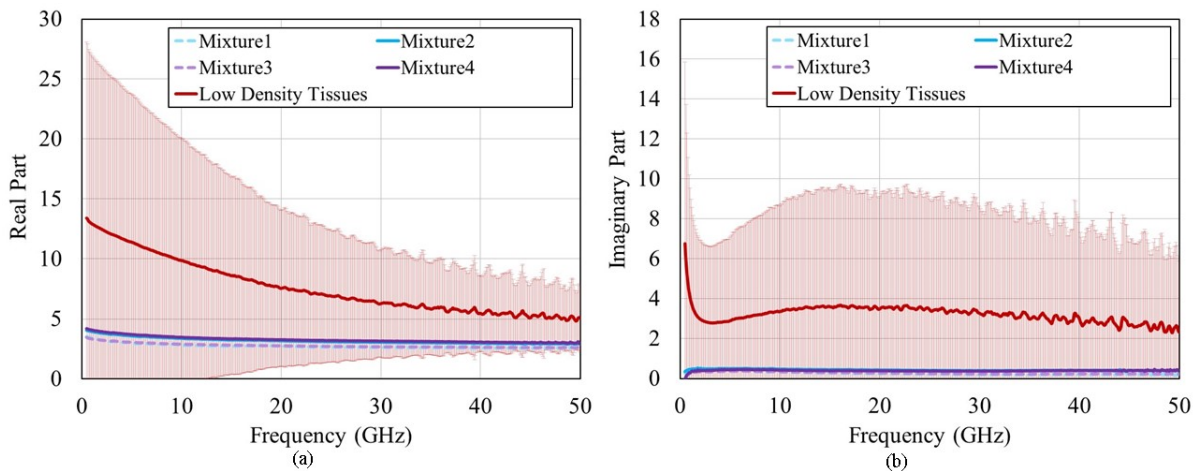 30
25
20
15
10
5
0
Real Part
Mixture1
Mixture2
Mixture3
Mixture4
Low Density Tissues
0 10 20 30 40 50
Frequency (GHz)
(a)
18
16
14
12
10
8
6
4
2
0
Imaginary Part
Mixture1
Mixture2
Mixture3
Mixture4
Low Density Tissues
0 10 20 30 40 50
Frequency (GHz)
(b)